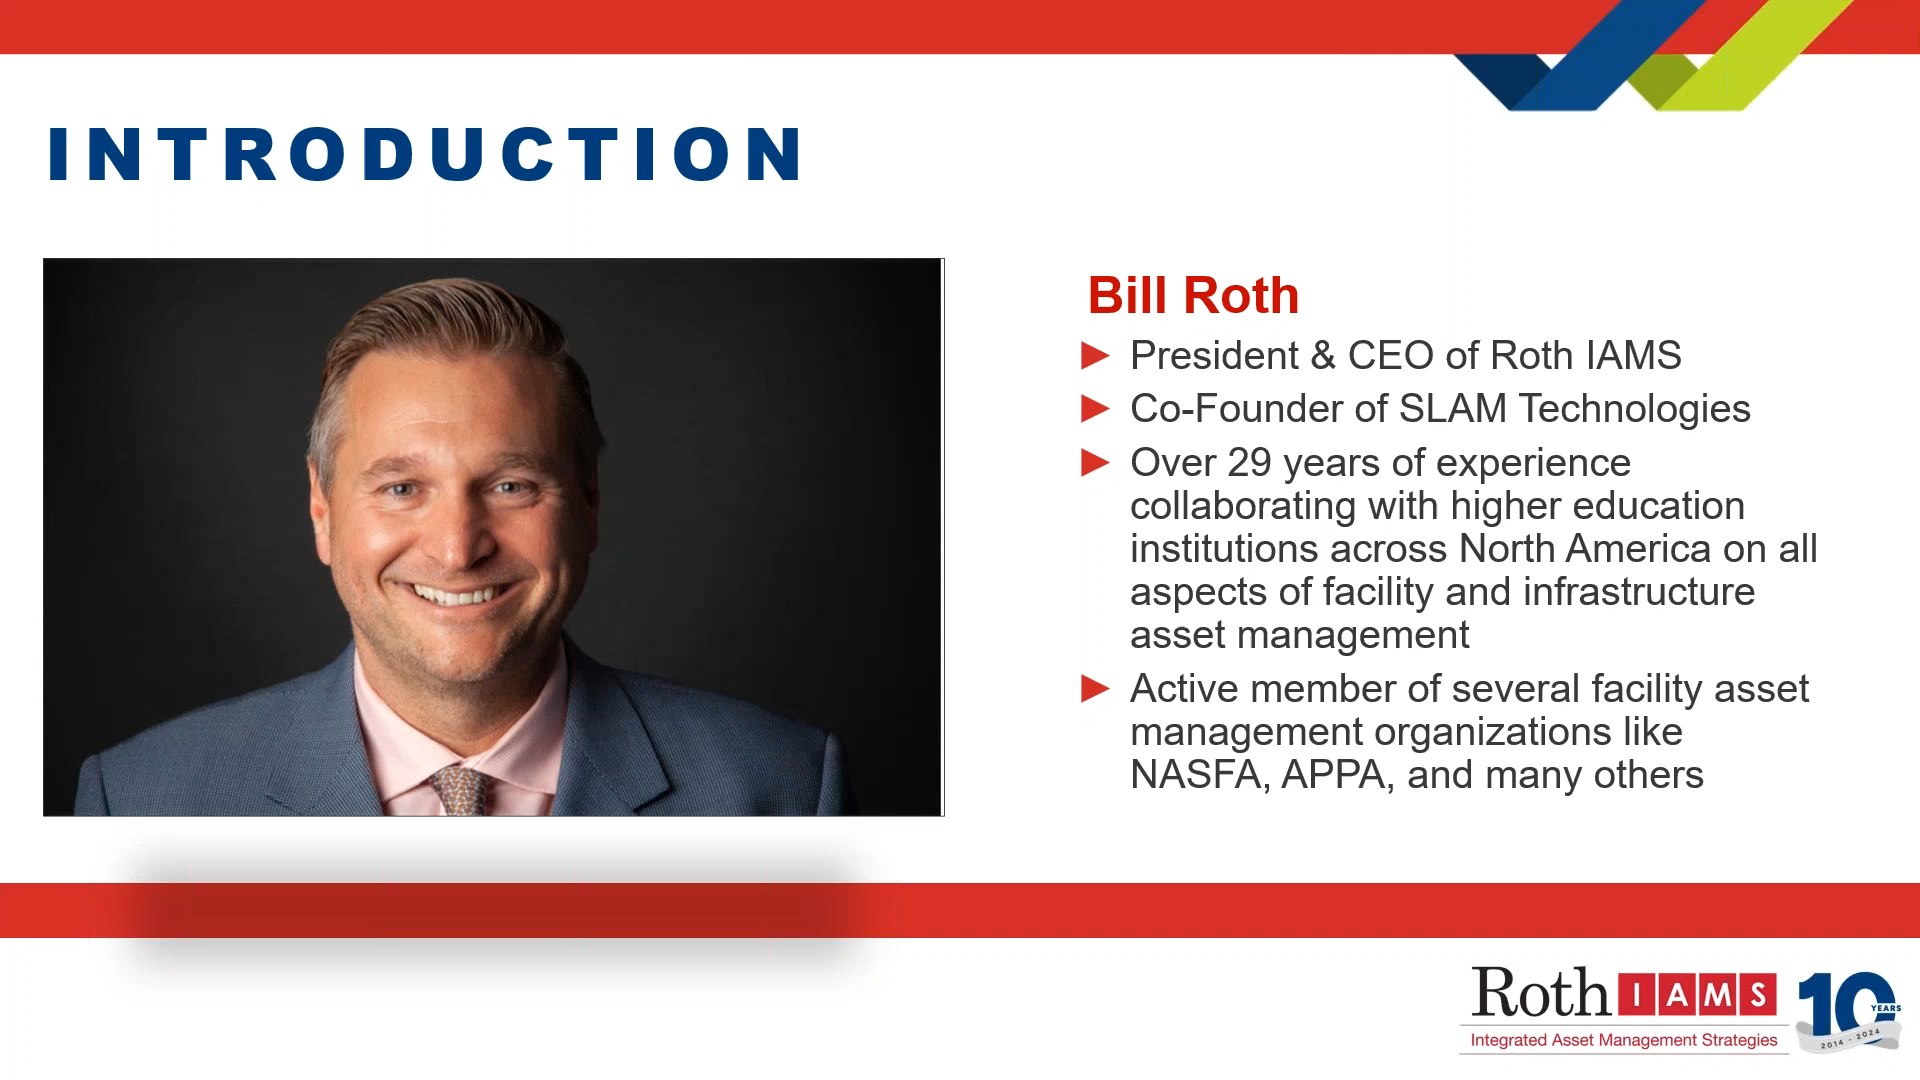 INTRODUCTION
Bill Roth
President & CEO of Roth IAMS
Co-Founder of SLAM Technologies
Over 29 years of experience
collaborating with higher education
institutions across North America on all
aspects of facility and infrastructure
asset management
Active member of several facility asset
management organizations like
NASFA, APPA, and many others
Roth IAMS
Integrated Asset Management Strategies
10 YEARS
2014 - 2024